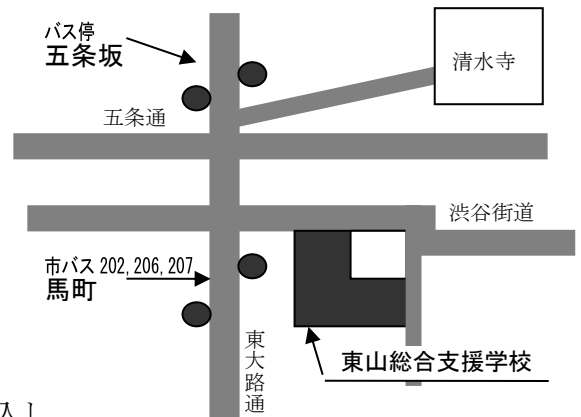 バス停
五条坂
清水寺
五条通
渋谷街道
市バス 202, 206, 207
馬町
東大路通
東山総合支援学校